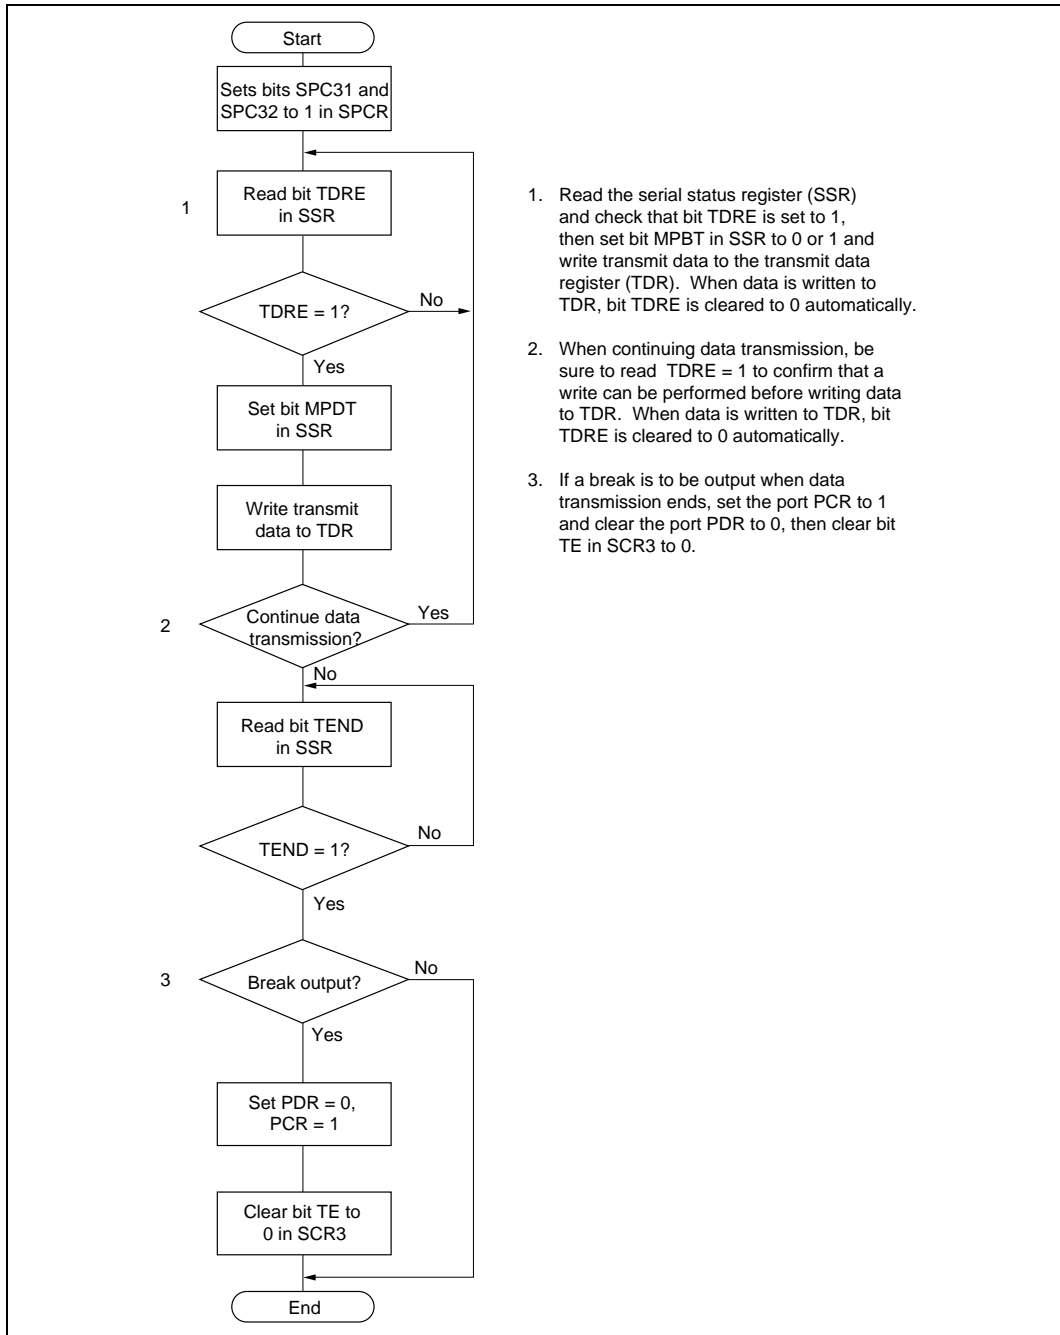 Start
Sets bits SPC31 and
SPC32 to 1 in SPCR
1
Read bit TDRE
in SSR
TDRE = 1?
No
Yes
Set bit MPDT
in SSR
Write transmit
data to TDR
2
Continue data
transmission?
Yes
No
Read bit TEND
in SSR
TEND = 1?
No
Yes
3
Break output?
No
Yes
Set PDR = 0,
PCR = 1
Clear bit TE to
0 in SCR3
End
1. Read the serial status register (SSR)
and check that bit TDRE is set to 1,
then set bit MPBT in SSR to 0 or 1 and
write transmit data to the transmit data
register (TDR). When data is written to
TDR, bit TDRE is cleared to 0 automatically.
2. When continuing data transmission, be
sure to read TDRE = 1 to confirm that a
write can be performed before writing data
to TDR. When data is written to TDR, bit
TDRE is cleared to 0 automatically.
3. If a break is to be output when data
transmission ends, set the port PCR to 1
and clear the port PDR to 0, then clear bit
TE in SCR3 to 0.